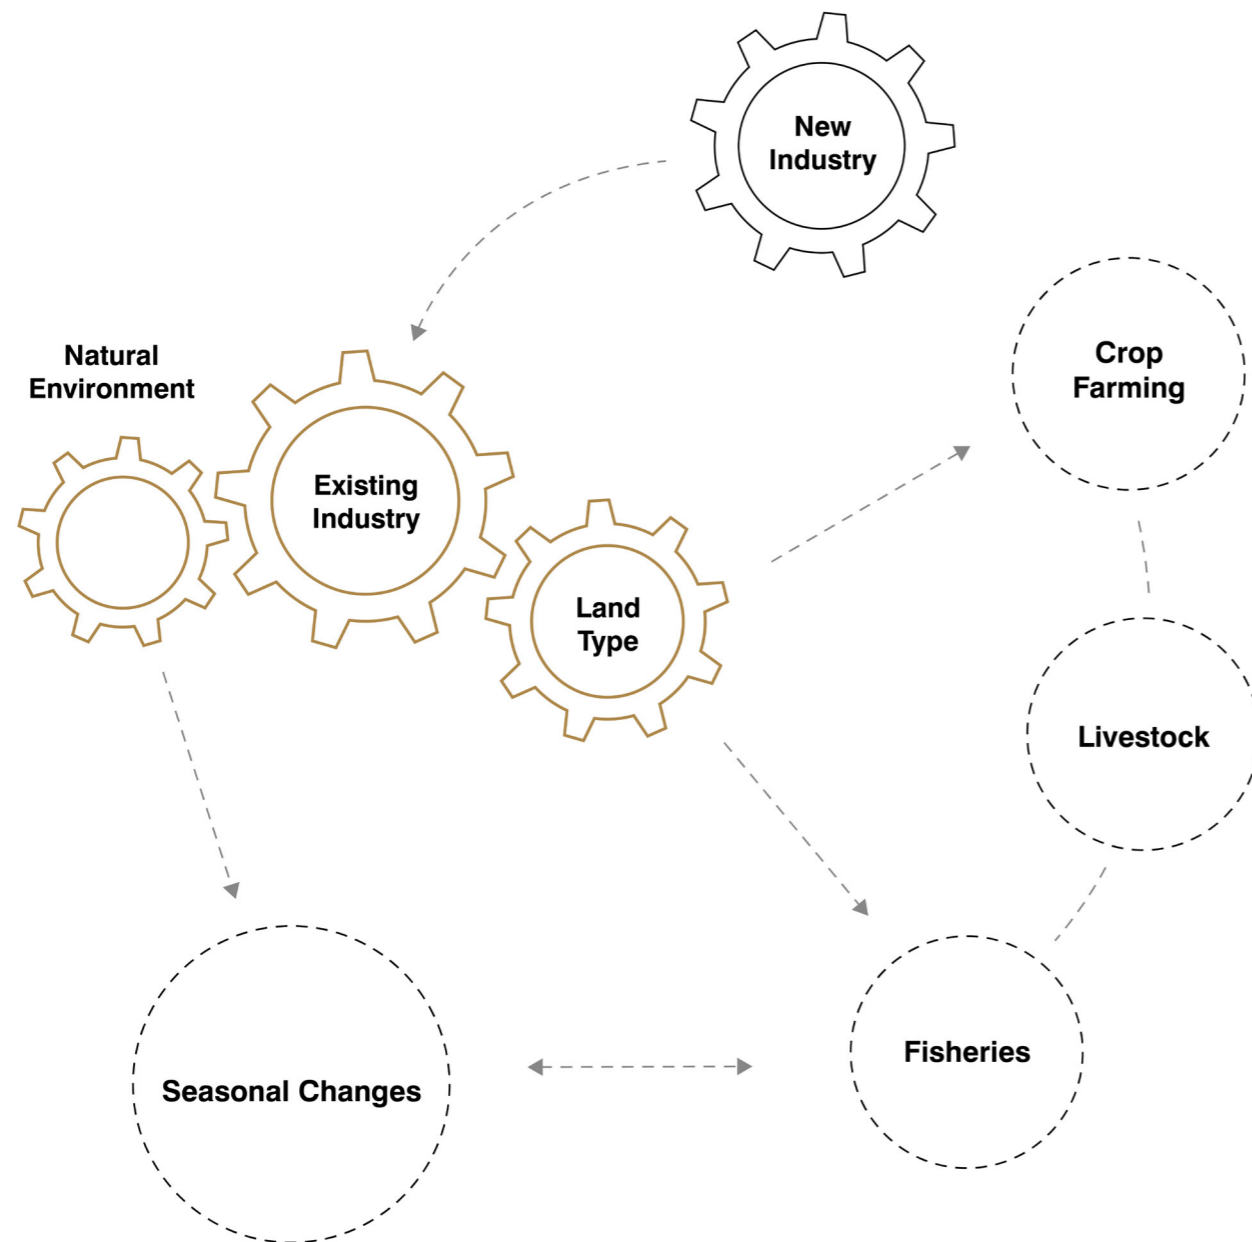 New
Industry
Natural
Environment
Crop
Farming
Existing
Industry
Land
Type
Livestock
Fisheries
Seasonal Changes